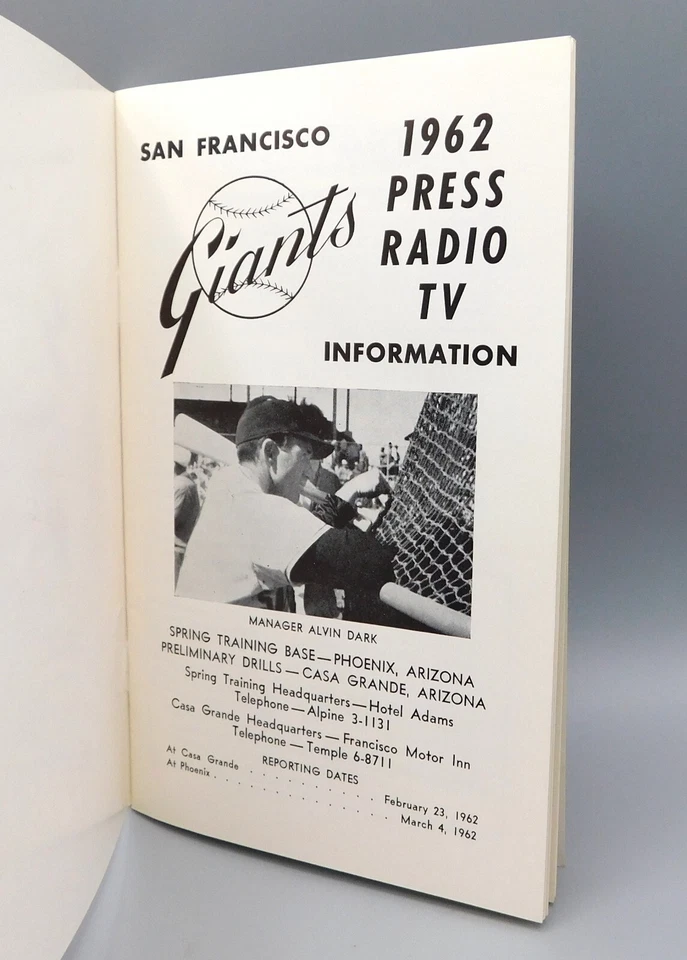 SAN FRANCISCO
Giants
1962
PRESS
RADIO
TV
INFORMATION
MANAGER ALVIN DARK
SPRING TRAINING BASE—PHOENIX, ARIZONA
PRELIMINARY DRILLS—CASA GRANDE, ARIZONA
Spring Training Headquarters—Hotel Adams
Telephone—Alpine 3-1131
Casa Grande Headquarters—Francisco Motor Inn
Telephone—Temple 6-8711
REPORTING DATES
At Casa Grande . . . . . . . . . . February 23, 1962
At Phoenix . . . . . . . . . . . . . . March 4, 1962